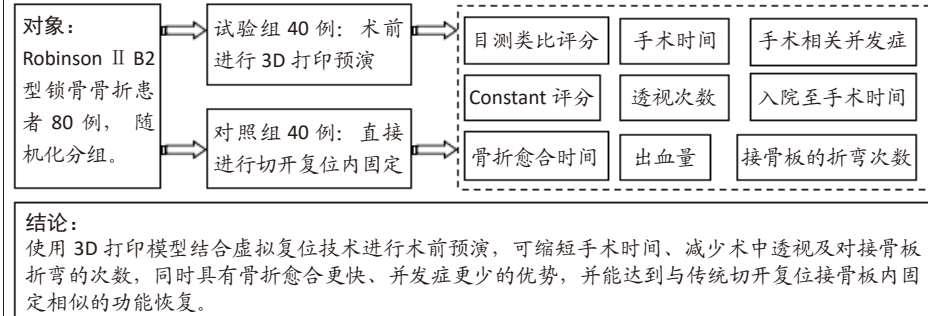 对象：
Robinson Ⅱ B2
型锁骨骨折患
者 80 例， 随
机化分组。
试验组 40 例：术前
进行 3D 打印预演
对照组 40 例：直接
进行切开复位内固定
目测类比评分
手术时间
手术相关并发症
Constant 评分
透视次数
入院至手术时间
骨折愈合时间
出血量
接骨板的折弯次数
结论：
使用 3D 打印模型结合虚拟复位技术进行术前预演，可缩短手术时间、减少术中透视及对接骨板
折弯的次数，同时具有骨折愈合更快、并发症更少的优势，并能达到与传统切开复位接骨板内固
定相似的功能恢复。